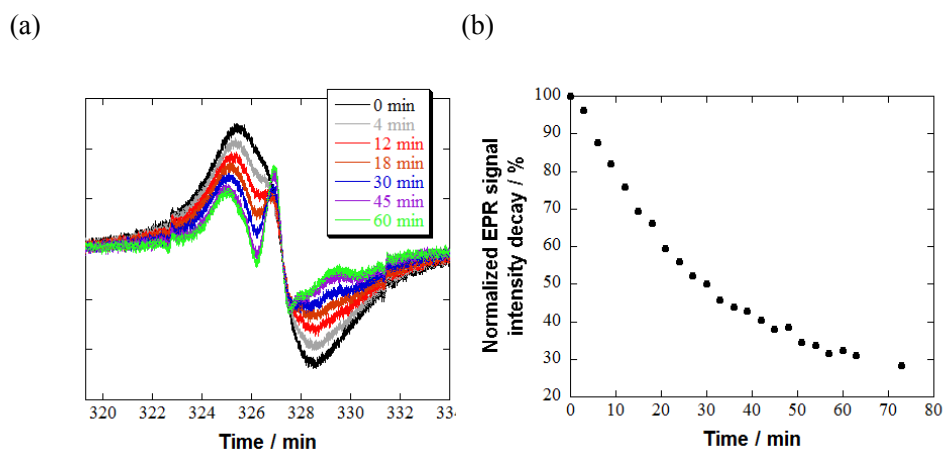 (a)
(b)
0 min
4 min
12 min
18 min
30 min
45 min
60 min
320 322 324 326 328 330 332 334
Time / min
Normalized EPR signal
intensity decay / %
100
90
80
70
60
50
40
30
20
0 10 20 30 40 50 60 70 80
Time / min